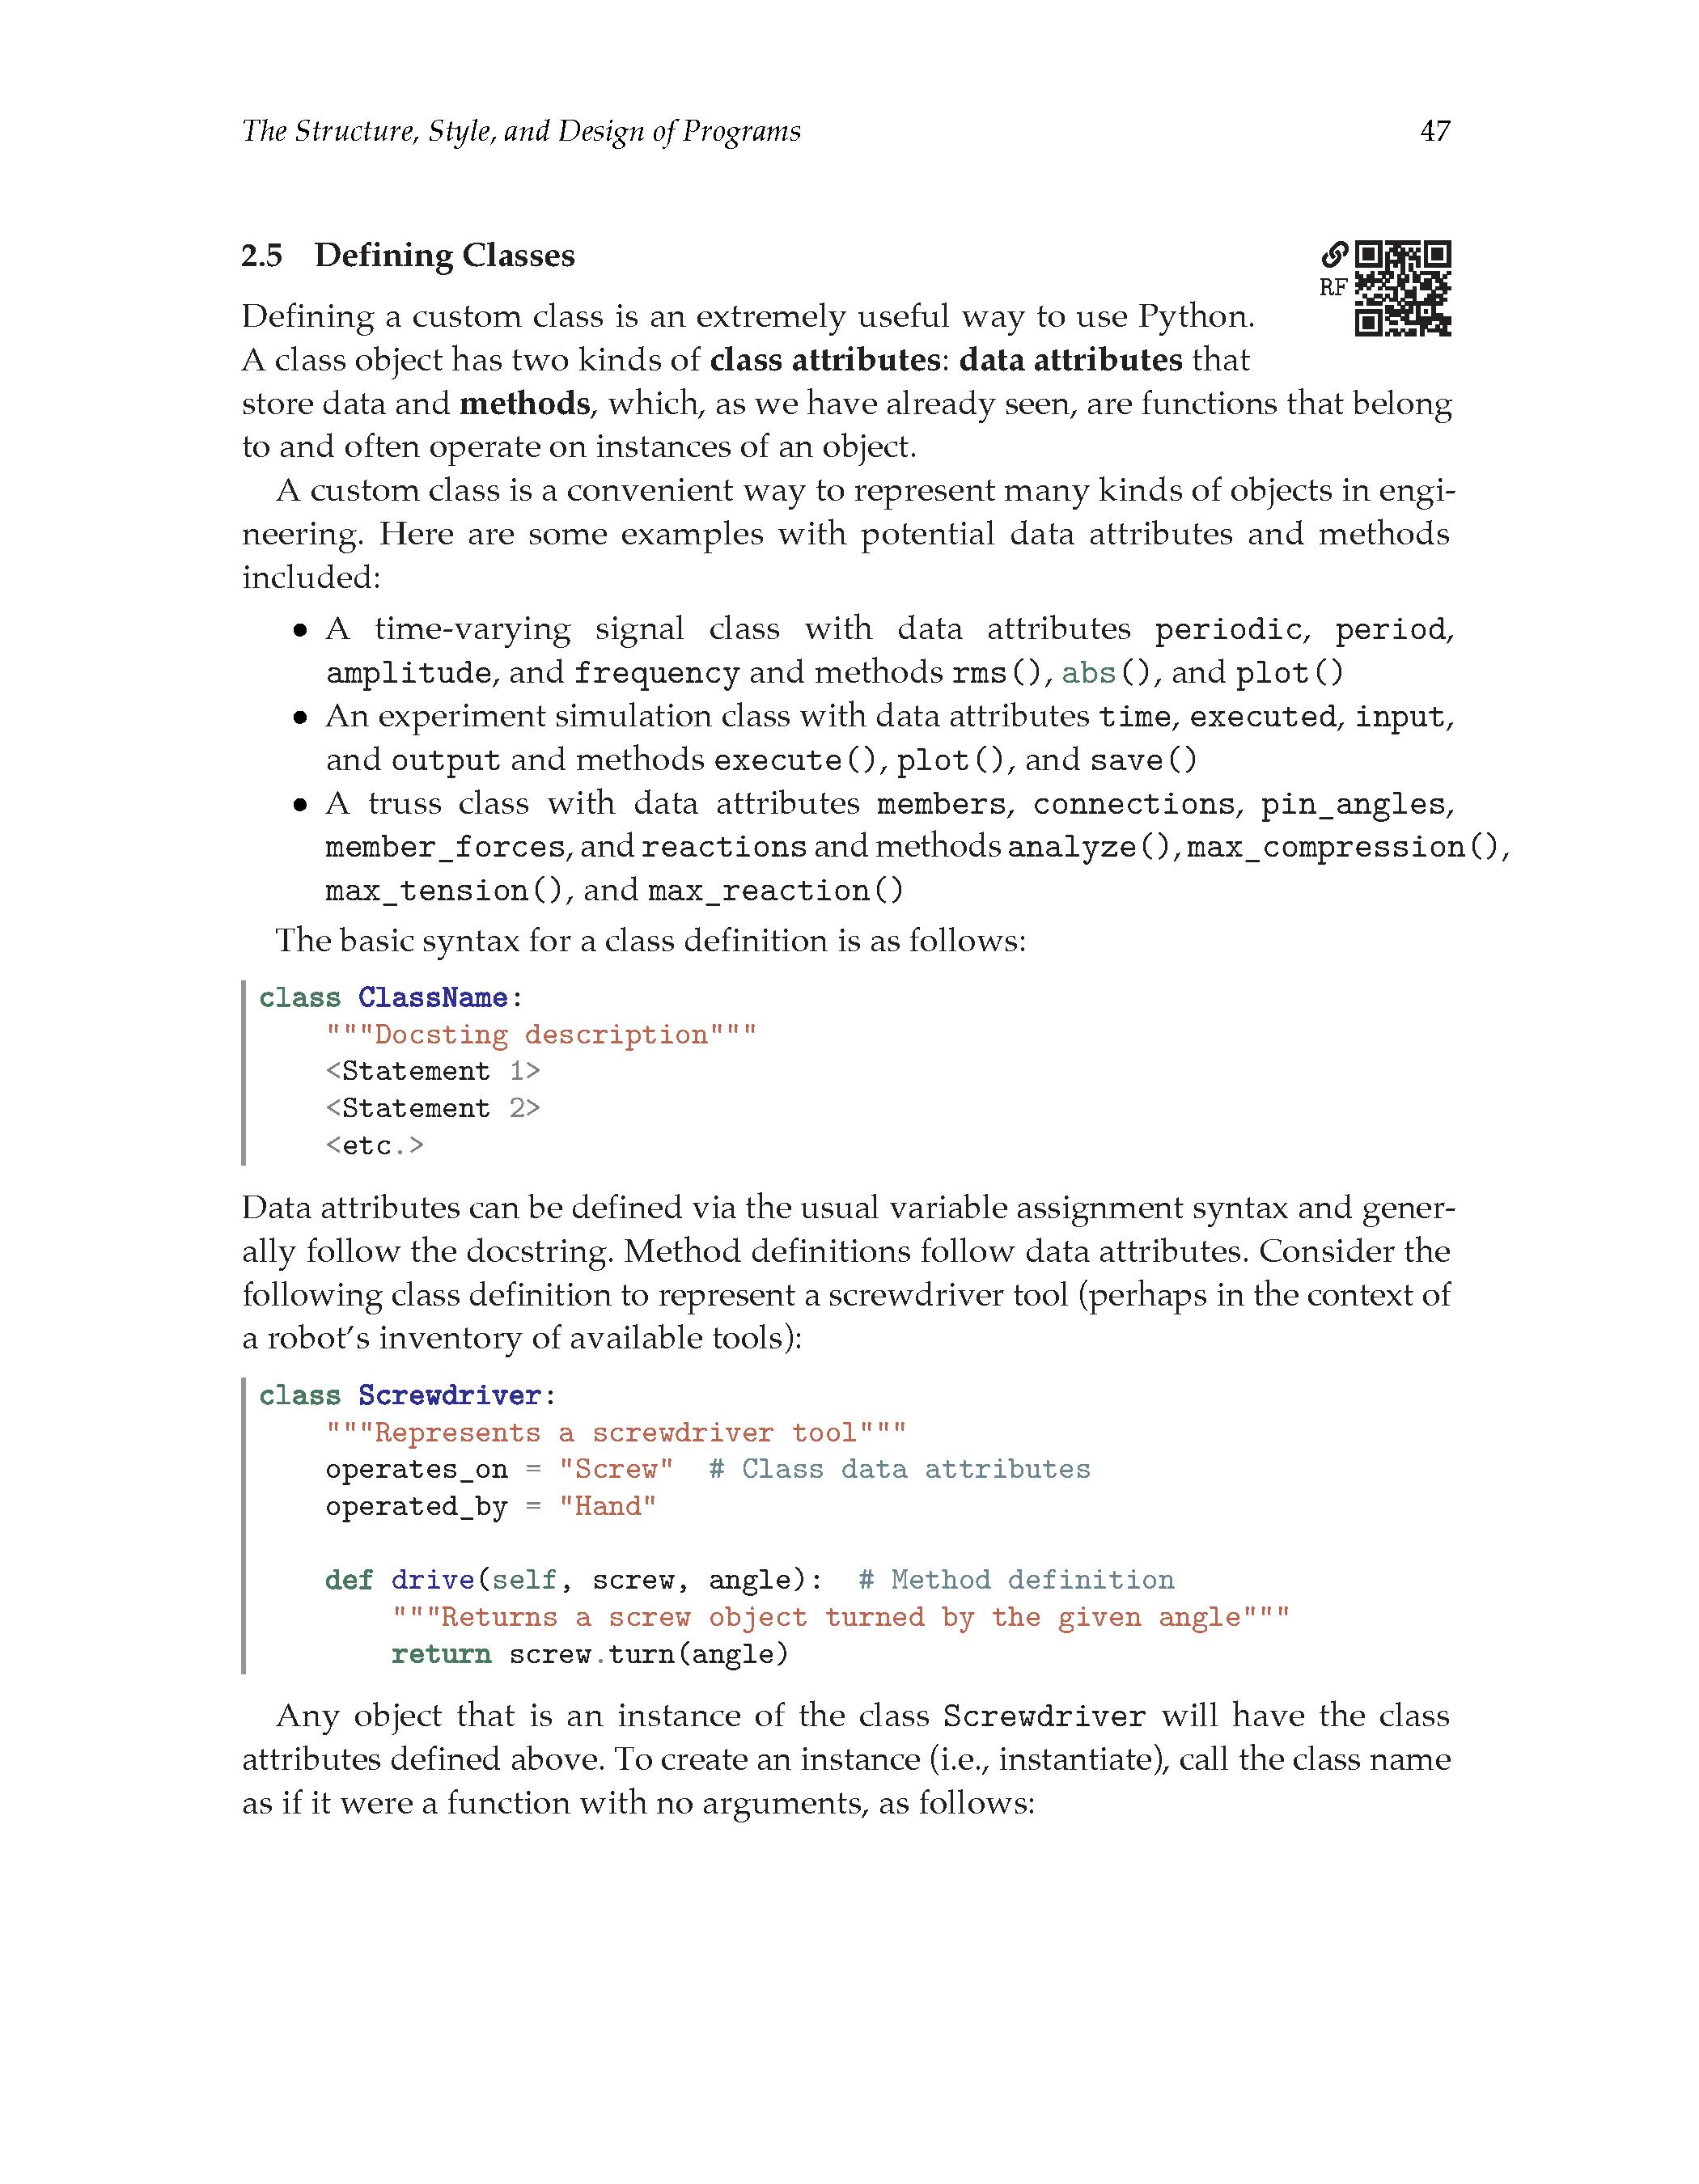 The Structure, Style, and Design of Programs 47
2.5 Defining Classes
RF
Defining a custom class is an extremely useful way to use Python.
A class object has two kinds of class attributes: data attributes that
store data and methods, which, as we have already seen, are functions that belong
to and often operate on instances of an object.
A custom class is a convenient way to represent many kinds of objects in engi-
neering. Here are some examples with potential data attributes and methods
included:
• A time-varying signal class with data attributes periodic, period,
amplitude, and frequency and methods rms(), abs(), and plot()
• An experiment simulation class with data attributes time, executed, input,
and output and methods execute(), plot(), and save()
• A truss class with data attributes members, connections, pin_angles,
member_forces, and reactions and methods analyze(), max_compression(),
max_tension(), and max_reaction()
The basic syntax for a class definition is as follows:
class ClassName:
    """Docsting description"""
    <Statement 1>
    <Statement 2>
    <etc.>
Data attributes can be defined via the usual variable assignment syntax and gener-
ally follow the docstring. Method definitions follow data attributes. Consider the
following class definition to represent a screwdriver tool (perhaps in the context of
a robot's inventory of available tools):
class Screwdriver:
    """Represents a screwdriver tool"""
    operates_on = "Screw"  # Class data attributes
    operated_by = "Hand"
    def drive(self, screw, angle):  # Method definition
        """Returns a screw object turned by the given angle"""
        return screw.turn(angle)
Any object that is an instance of the class Screwdriver will have the class
attributes defined above. To create an instance (i.e., instantiate), call the class name
as if it were a function with no arguments, as follows: